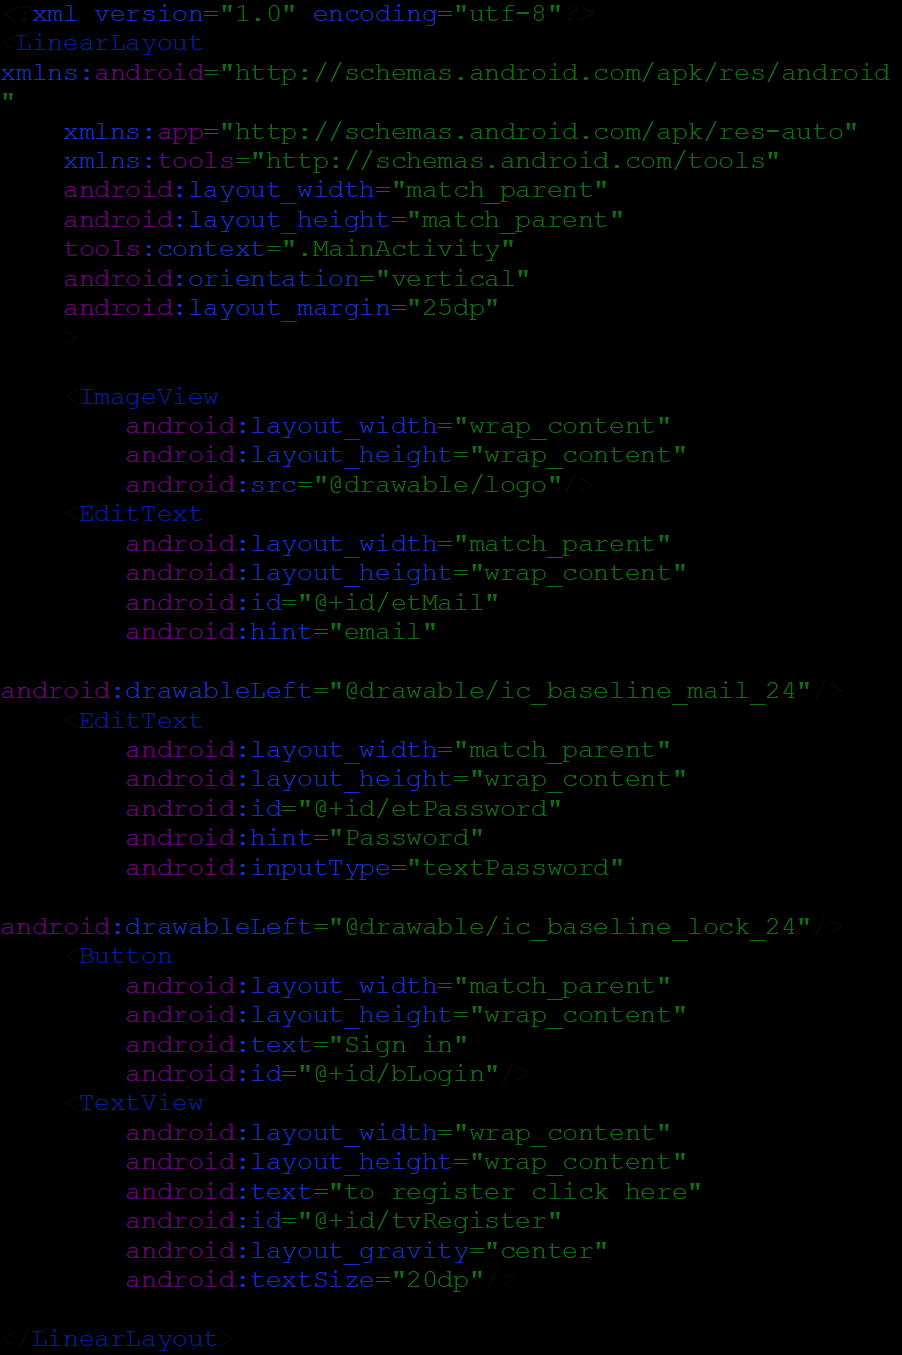 <?xml version="1.0" encoding="utf-8"?>
<LinearLayout
xmlns:android="http://schemas.android.com/apk/res/android
"
    xmlns:app="http://schemas.android.com/apk/res-auto"
    xmlns:tools="http://schemas.android.com/tools"
    android:layout_width="match_parent"
    android:layout_height="match_parent"
    tools:context=".MainActivity"
    android:orientation="vertical"
    android:layout_margin="25dp"
    >
    <ImageView
        android:layout_width="wrap_content"
        android:layout_height="wrap_content"
        android:src="@drawable/logo"/>
    <EditText
        android:layout_width="match_parent"
        android:layout_height="wrap_content"
        android:id="@+id/etMail"
        android:hint="email"
android:drawableLeft="@drawable/ic_baseline_mail_24"/>
    <EditText
        android:layout_width="match_parent"
        android:layout_height="wrap_content"
        android:id="@+id/etPassword"
        android:hint="Password"
        android:inputType="textPassword"
android:drawableLeft="@drawable/ic_baseline_lock_24"/>
    <Button
        android:layout_width="match_parent"
        android:layout_height="wrap_content"
        android:text="Sign in"
        android:id="@+id/bLogin"/>
    <TextView
        android:layout_width="wrap_content"
        android:layout_height="wrap_content"
        android:text="to register click here"
        android:id="@+id/tvRegister"
        android:layout_gravity="center"
        android:textSize="20dp"/>
</LinearLayout>